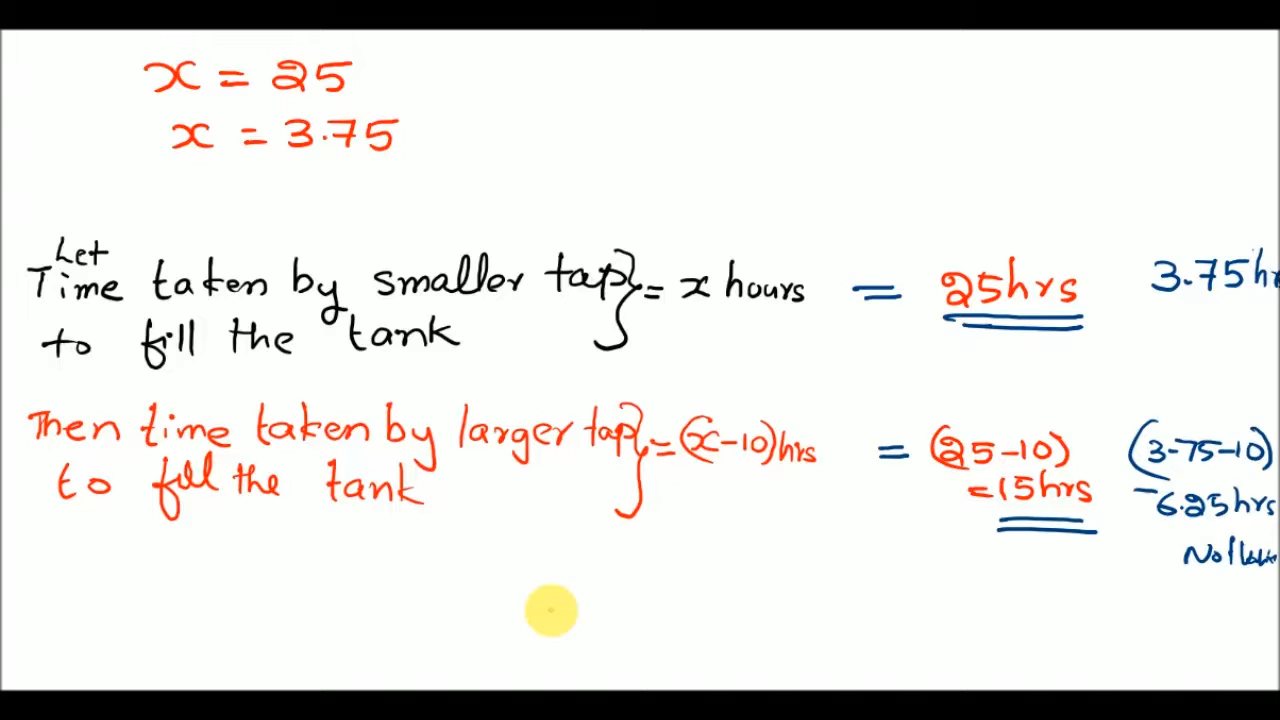 x = 25
x = 3.75
Let
Time taken by smaller tap
to fill the tank
} = x hours = 25hrs 3.75h
Then time taken by larger tap
to fill the tank
} = (x-10)hrs = (25-10) (3.75-10)
=15hrs -6.25hrs